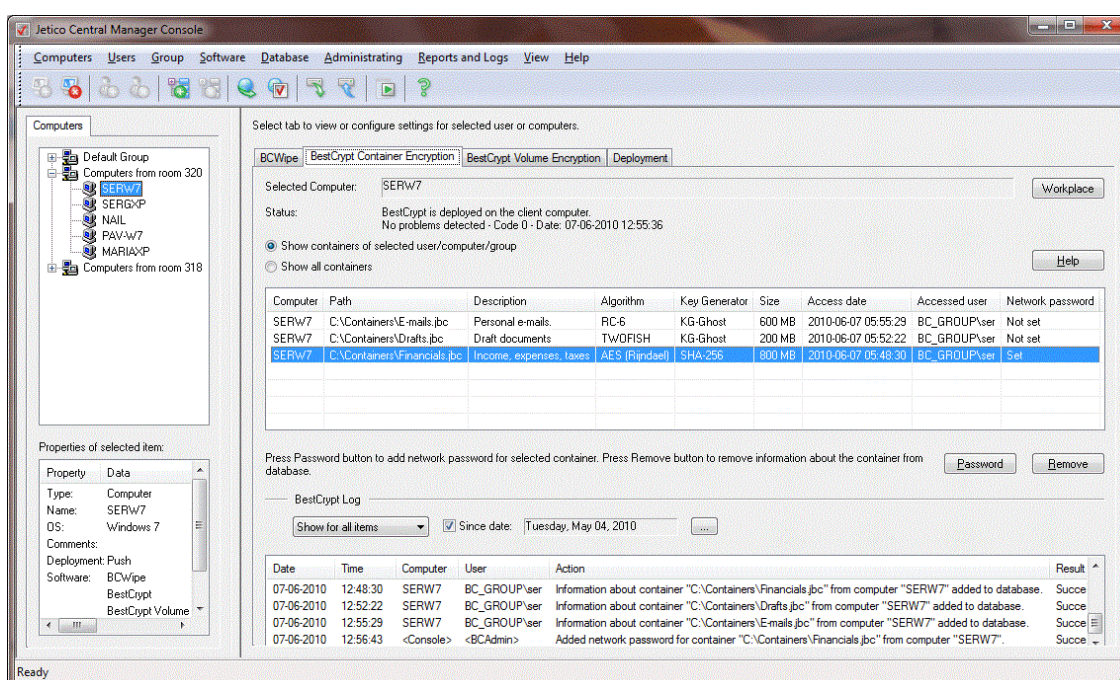 Jetico Central Manager Console
Computers Users Group Software Database Administrating Reports and Logs View Help
Computers
Default Group
Computers from room 320
SERW7
SERGXP
NAIL
PAV-W7
MARIAXP
Computers from room 318
Properties of selected item:
Property Data
Type: Computer
Name: SERW7
OS: Windows 7
Comments:
Deployment: Push
Software: BCWipe
BestCrypt
BestCrypt Volume
Select tab to view or configure settings for selected user or computers.
BCWipe BestCrypt Container Encryption BestCrypt Volume Encryption Deployment
Selected Computer: SERW7 Workplace
Status: BestCrypt is deployed on the client computer.
No problems detected - Code 0 - Date: 07-06-2010 12:55:36
Show containers of selected user/computer/group
Show all containers
Help
Computer Path Description Algorithm Key Generator Size Access date Accessed user Network password
SERW7 C:\Containers\E-mails.jbc Personal e-mails. RC-6 KG-Ghost 600 MB 2010-06-07 05:55:29 BC_GROUP\ser Not set
SERW7 C:\Containers\Drafts.jbc Draft documents TWOFISH KG-Ghost 200 MB 2010-06-07 05:52:22 BC_GROUP\ser Not set
SERW7 C:\Containers\Financials.jbc Income, expenses, taxes AES (Rijndael) SHA-256 800 MB 2010-06-07 05:48:30 BC_GROUP\ser Set
Press Password button to add network password for selected container. Press Remove button to remove information about the container from
database.
Password Remove
BestCrypt Log
Show for all items Since date: Tuesday, May 04, 2010 ...
Date Time Computer User Action Result
07-06-2010 12:48:30 SERW7 BC_GROUP\ser Information about container "C:\Containers\Financials.jbc" from computer "SERW7" added to database. Succe
07-06-2010 12:52:22 SERW7 BC_GROUP\ser Information about container "C:\Containers\Drafts.jbc" from computer "SERW7" added to database. Succe
07-06-2010 12:55:29 SERW7 BC_GROUP\ser Information about container "C:\Containers\E-mails.jbc" from computer "SERW7" added to database. Succe
07-06-2010 12:56:43 <Console> <BCAdmin> Added network password for container "C:\Containers\Financials.jbc" from computer "SERW7". Succe
Ready